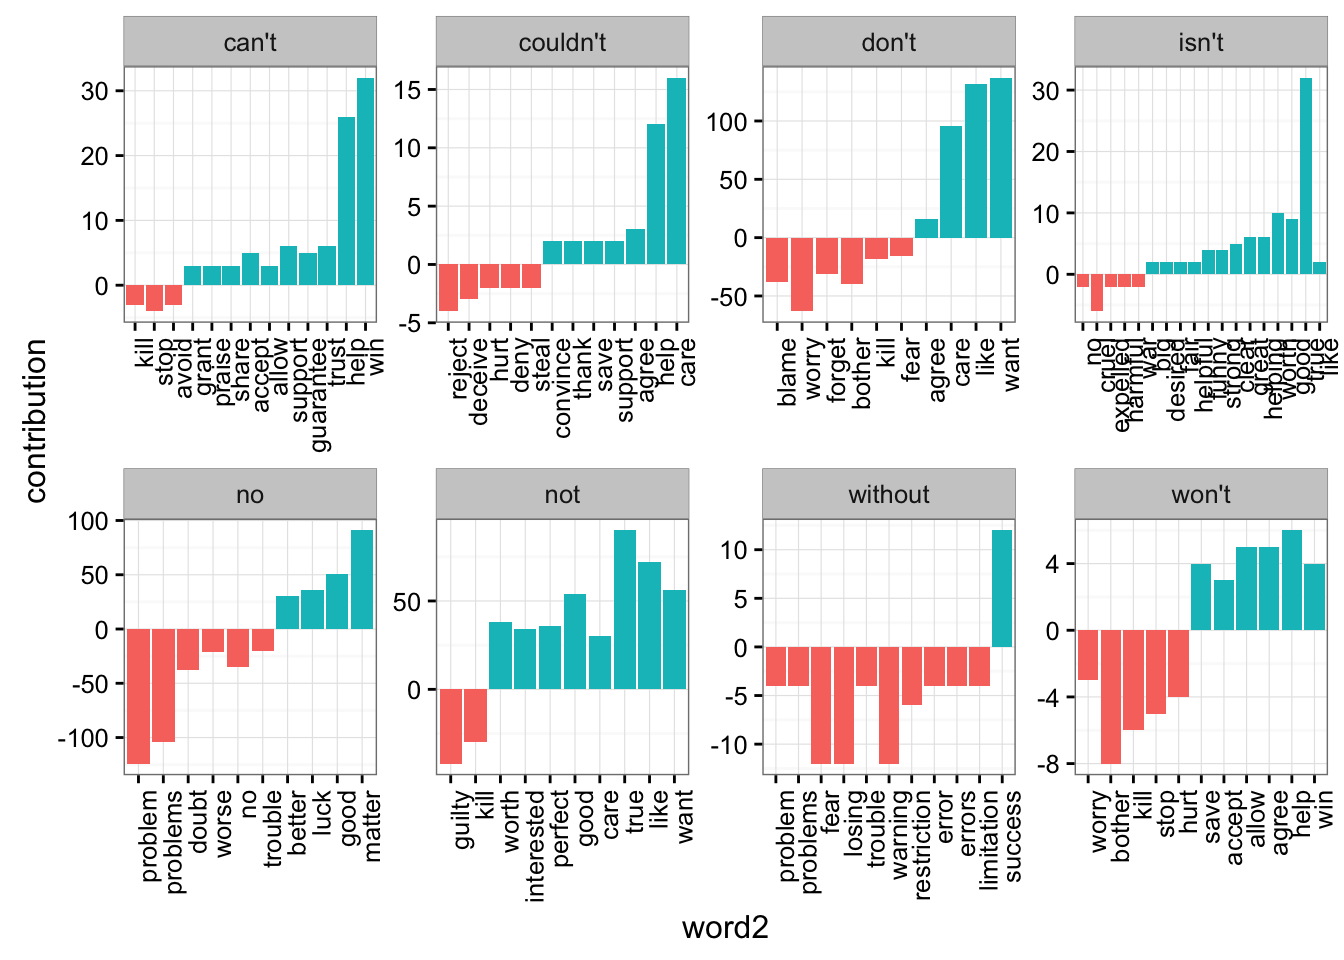 can't
couldn't
don't
isn't
30
20
10
0
15
10
5
0
-5
100
50
0
-50
30
20
10
0
kill
stop
avoid
grant
praise
share
accept
allow
support
guarantee
trust
help
win
reject
deceive
hurt
deny
steal
convince
thank
save
support
agree
help
care
blame
worry
forget
bother
kill
fear
agree
care
like
want
no
cruel
expelled
harmful
war
big
desired
fair
helpful
funny
strong
clear
great
helping
worth
good
true
like
contribution
no
not
without
won't
100
50
0
-50
-100
50
0
10
5
0
-5
-10
4
0
-4
-8
problem
problems
doubt
worse
no
trouble
better
luck
good
matter
guilty
kill
worth
interested
perfect
good
care
true
like
want
problem
problems
fear
losing
trouble
warning
restriction
error
errors
limitation
success
worry
bother
kill
stop
hurt
save
accept
allow
agree
help
win
word2